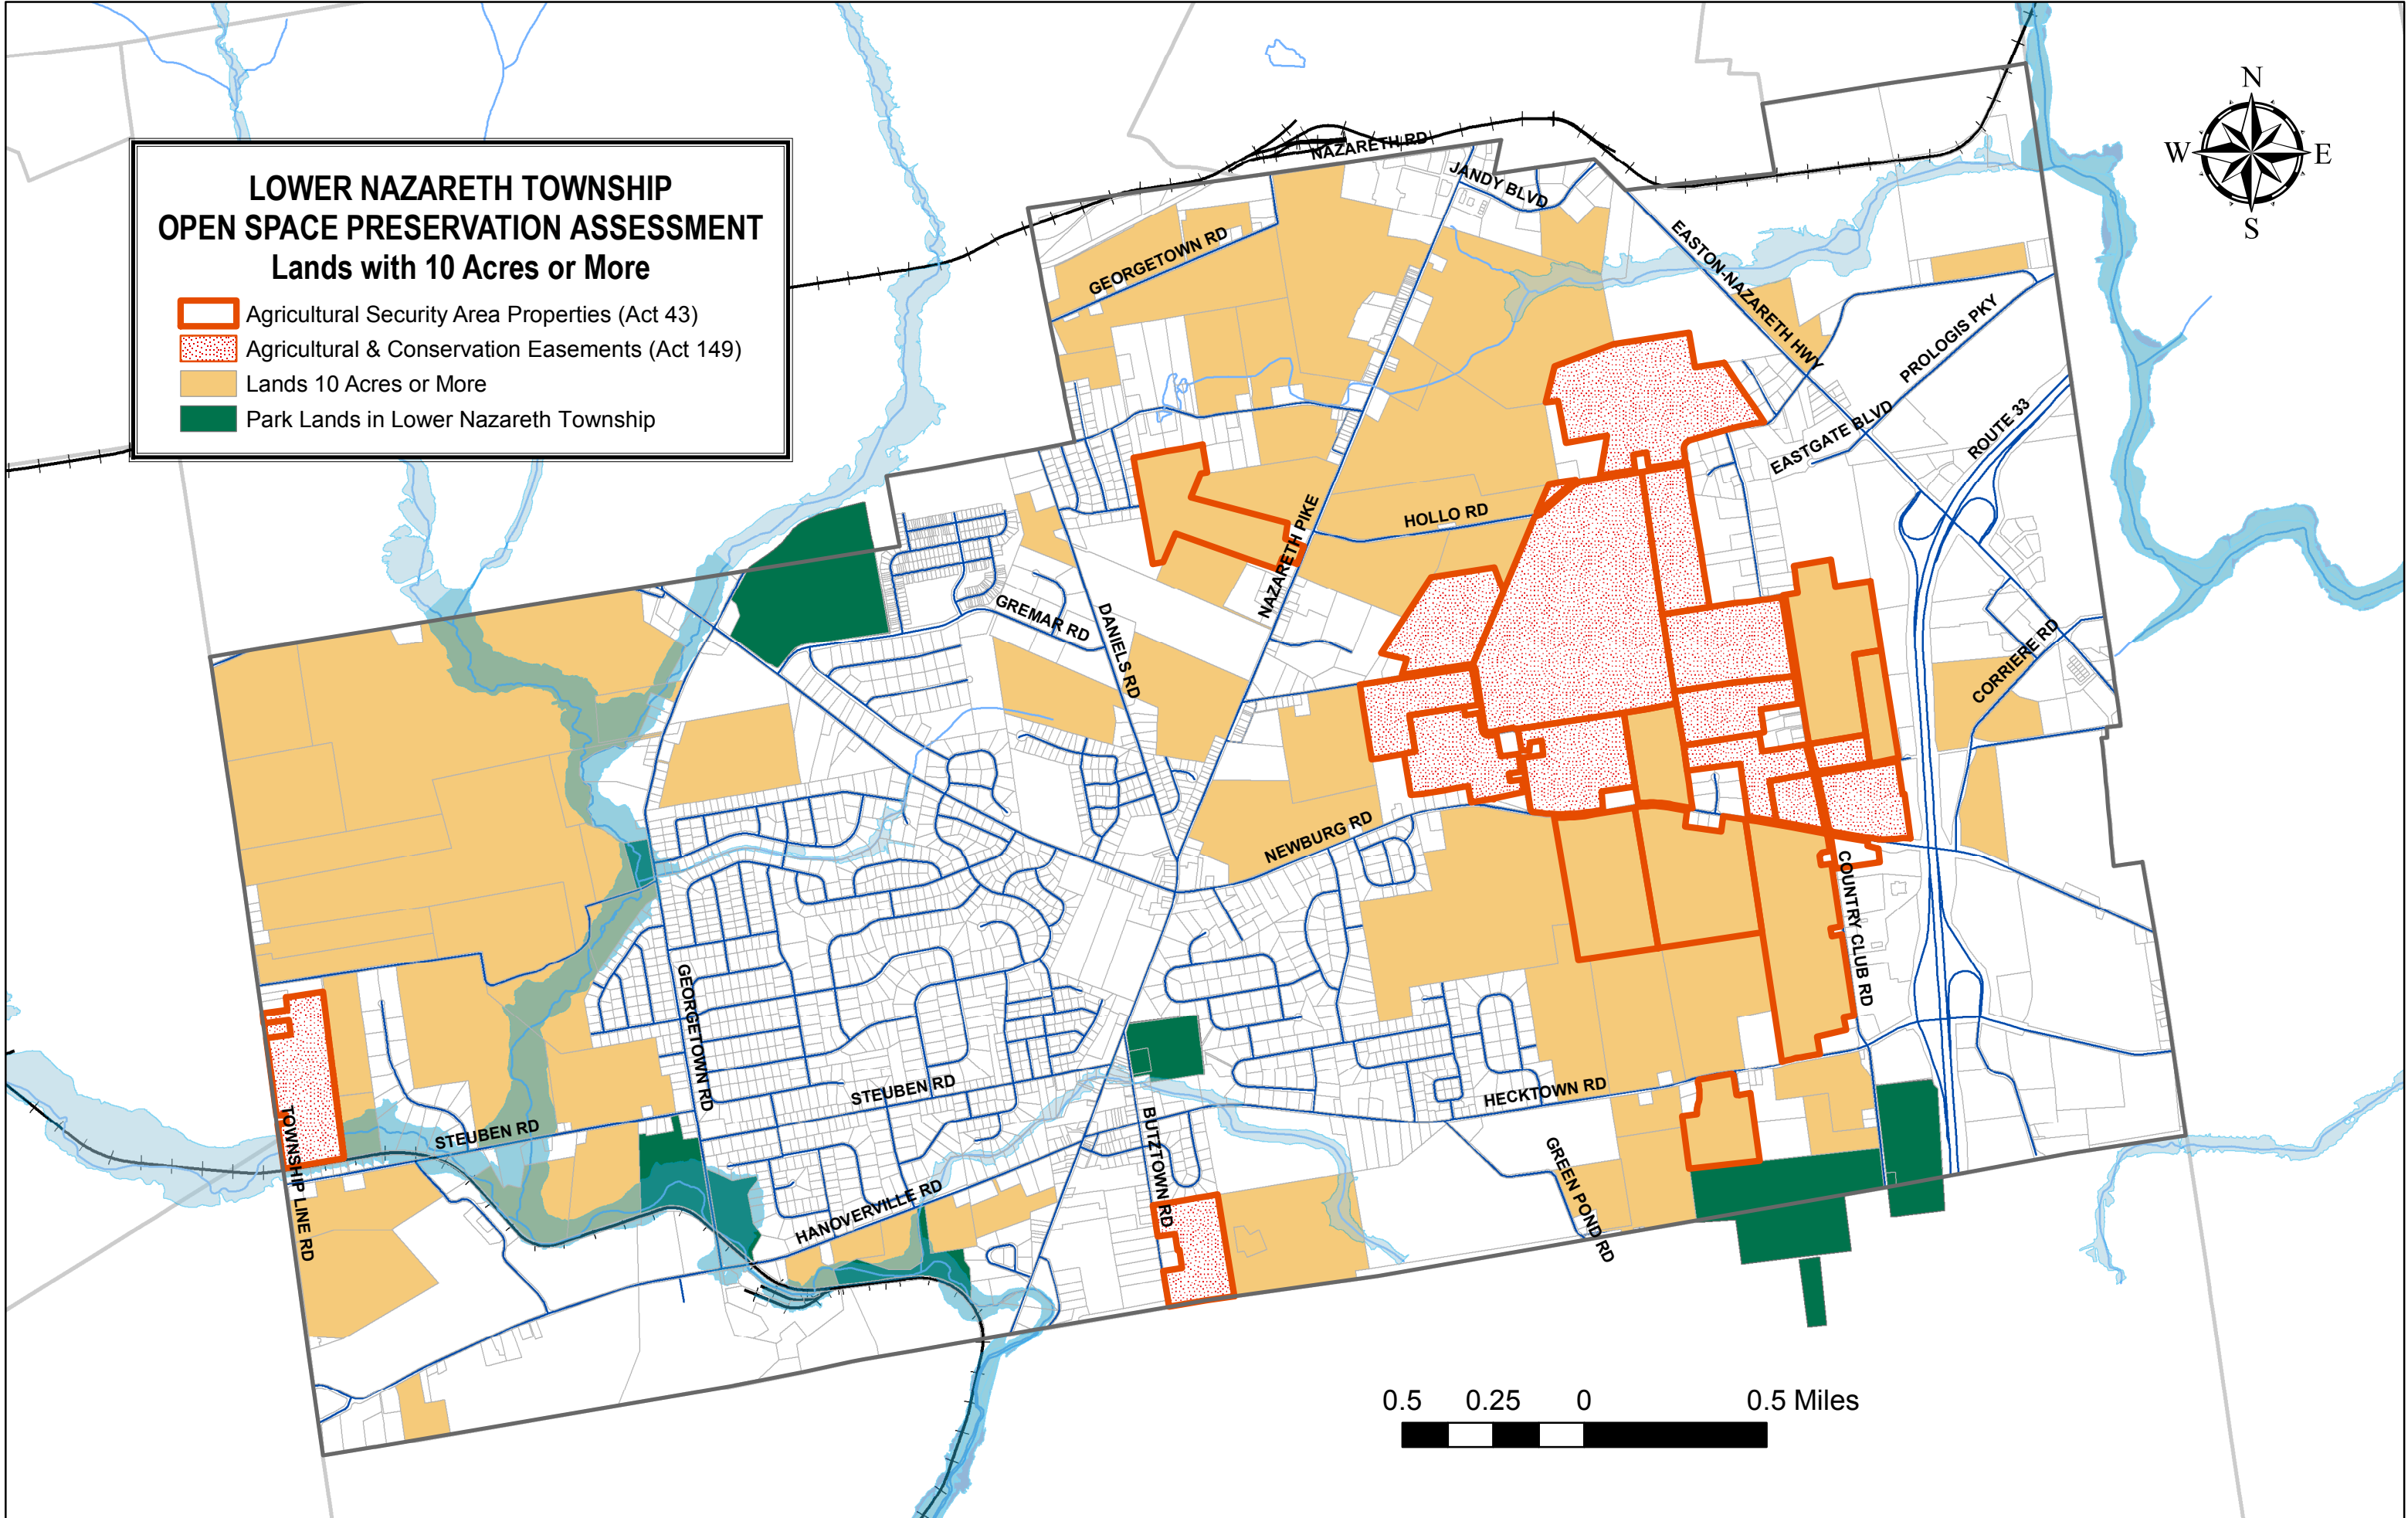 LOWER NAZARETH TOWNSHIP
OPEN SPACE PRESERVATION ASSESSMENT
Lands with 10 Acres or More
Agricultural Security Area Properties (Act 43)
Agricultural & Conservation Easements (Act 149)
Lands 10 Acres or More
Park Lands in Lower Nazareth Township
N
W
E
S
NAZARETH RD
JANDY BLVD
GEORGETOWN RD
EASTON-NAZARETH HWY
PROLOGIS PKY
EASTGATE BLVD
ROUTE 33
HOLLO RD
NAZARETH PIKE
GREMAR RD
DANIELS RD
CORRIERE RD
NEWBURG RD
COUNTRY CLUB RD
GEORGETOWN RD
STEUBEN RD
HECKTOWN RD
STEUBEN RD
TOWNSHIP LINE RD
BUTZTOWN RD
GREEN POND RD
HANOVERVILLE RD
0.5 0.25 0 0.5 Miles